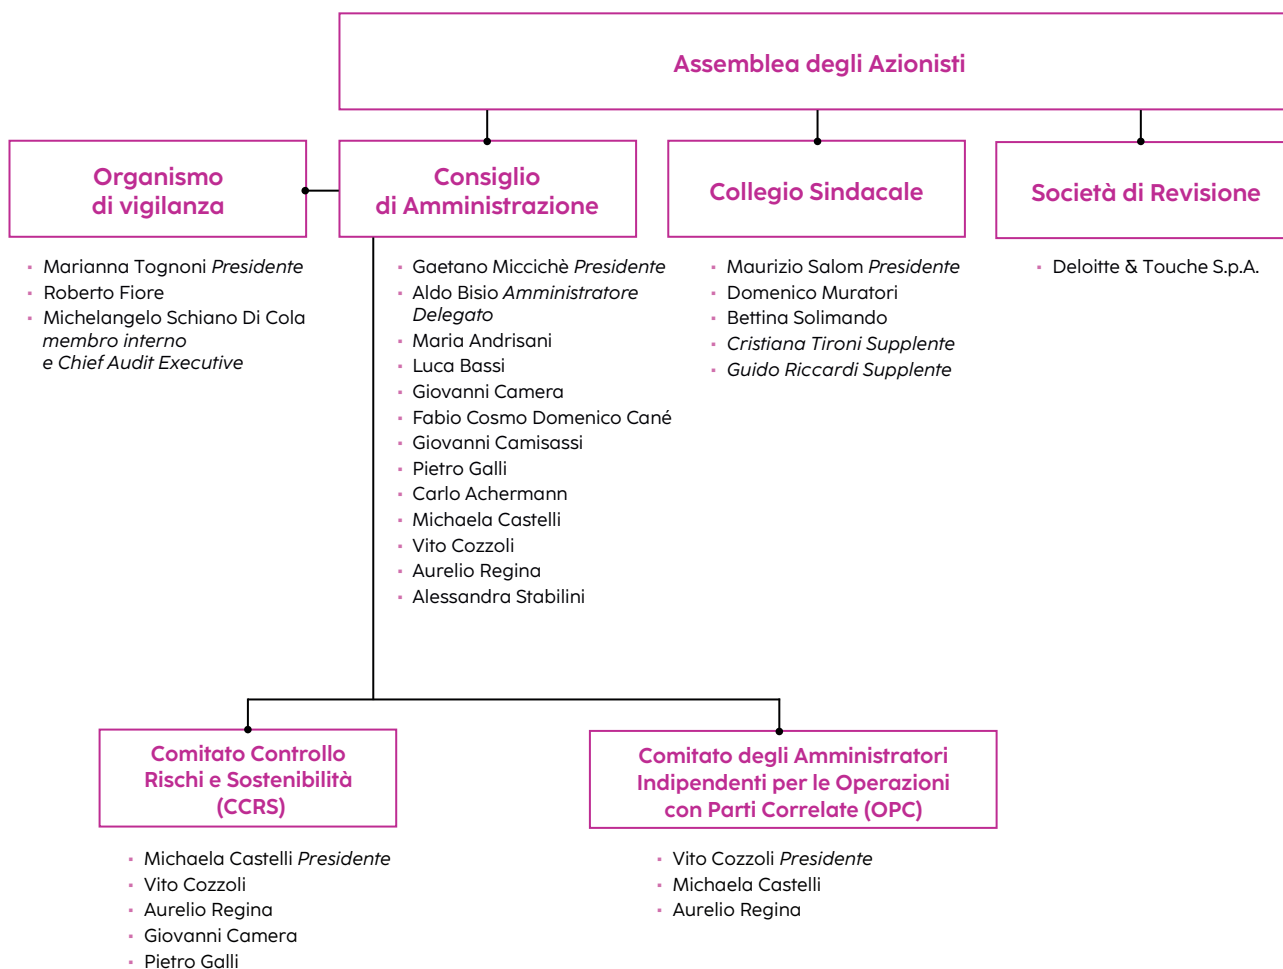 Assemblea degli Azionisti
Organismo
di vigilanza
▪ Marianna Tognoni Presidente
▪ Roberto Fiore
▪ Michelangelo Schiano Di Cola
membro interno
e Chief Audit Executive
Consiglio
di Amministrazione
▪ Gaetano Miccichè Presidente
▪ Aldo Bisio Amministratore
Delegato
▪ Maria Andrisani
▪ Luca Bassi
▪ Giovanni Camera
▪ Fabio Cosmo Domenico Cané
▪ Giovanni Camisassi
▪ Pietro Galli
▪ Carlo Achermann
▪ Michaela Castelli
▪ Vito Cozzoli
▪ Aurelio Regina
▪ Alessandra Stabilini
Collegio Sindacale
▪ Maurizio Salom Presidente
▪ Domenico Muratori
▪ Bettina Solimando
▪ Cristiana Tironi Supplente
▪ Guido Riccardi Supplente
Società di Revisione
▪ Deloitte & Touche S.p.A.
Comitato Controllo
Rischi e Sostenibilità
(CCRS)
▪ Michaela Castelli Presidente
▪ Vito Cozzoli
▪ Aurelio Regina
▪ Giovanni Camera
▪ Pietro Galli
Comitato degli Amministratori
Indipendenti per le Operazioni
con Parti Correlate (OPC)
▪ Vito Cozzoli Presidente
▪ Michaela Castelli
▪ Aurelio Regina